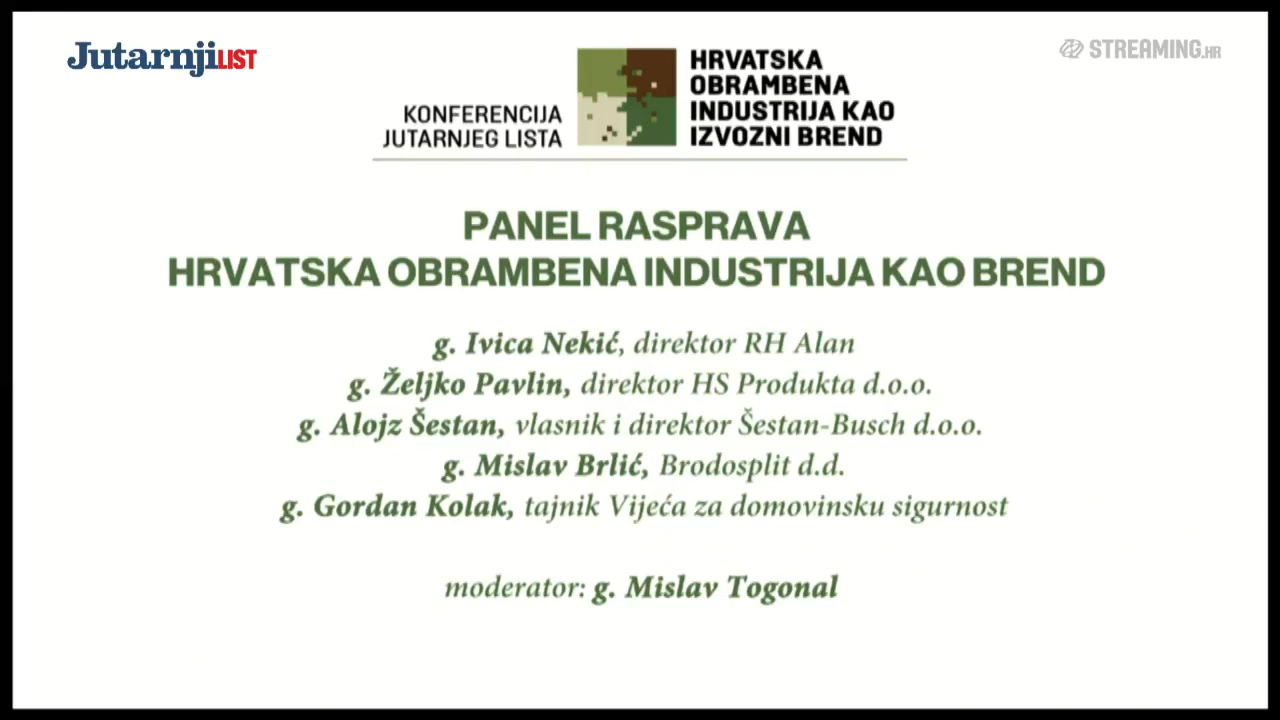 Jutarnji LIST
STREAMING.HR
KONFERENCIJA
JUTARNJEG LISTA
HRVATSKA
OBRAMBENA
INDUSTRIJA KAO
IZVOZNI BREND
PANEL RASPRAVA
HRVATSKA OBRAMBENA INDUSTRIJA KAO BREND
g. Ivica Nekić, direktor RH Alan
g. Željko Pavlin, direktor HS Produkta d.o.o.
g. Alojz Šestan, vlasnik i direktor Šestan-Busch d.o.o.
g. Mislav Brlić, Brodosplit d.d.
g. Gordan Kolak, tajnik Vijeća za domovinsku sigurnost
moderator: g. Mislav Togonal